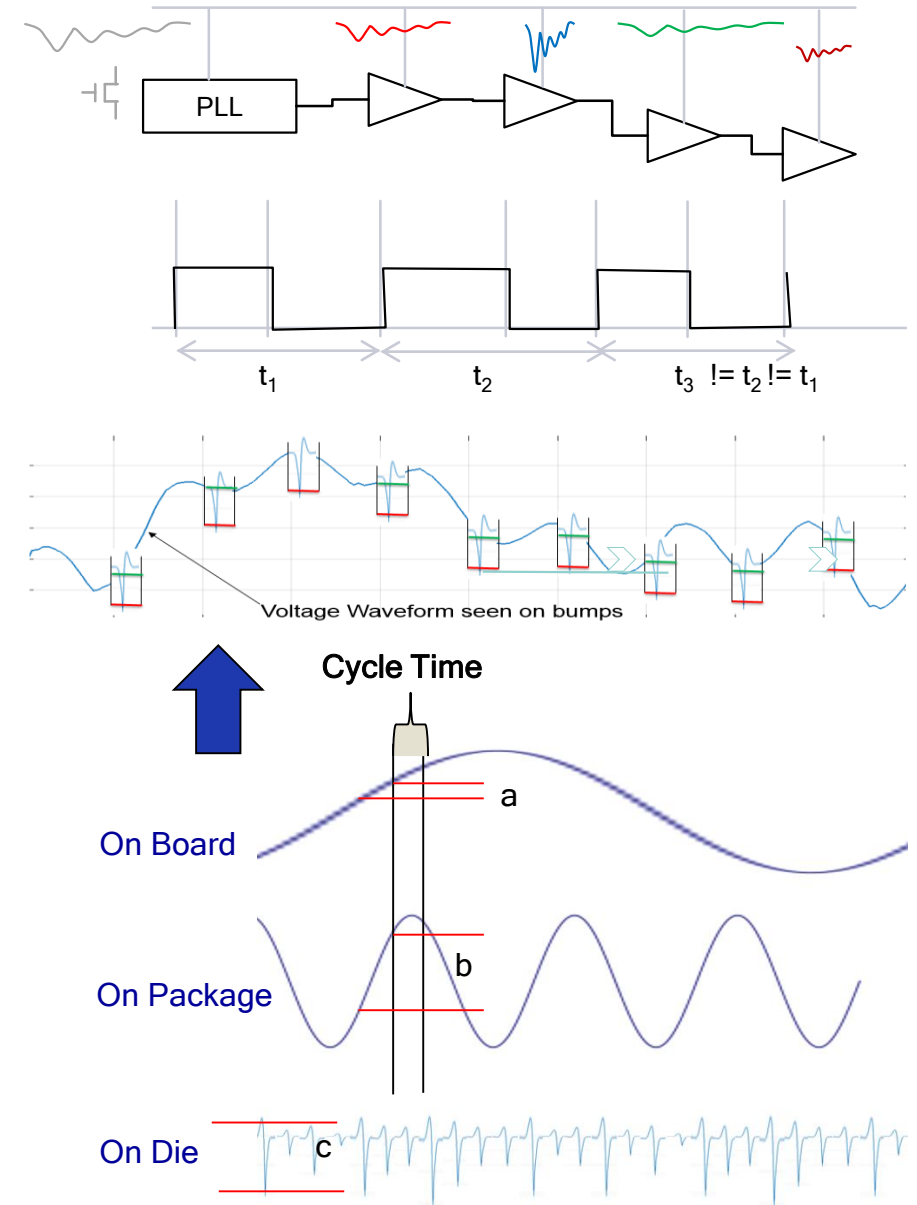 PLL
t1
t2
t3 != t2 != t1
Voltage Waveform seen on bumps
Cycle Time
a
On Board
b
On Package
c
On Die